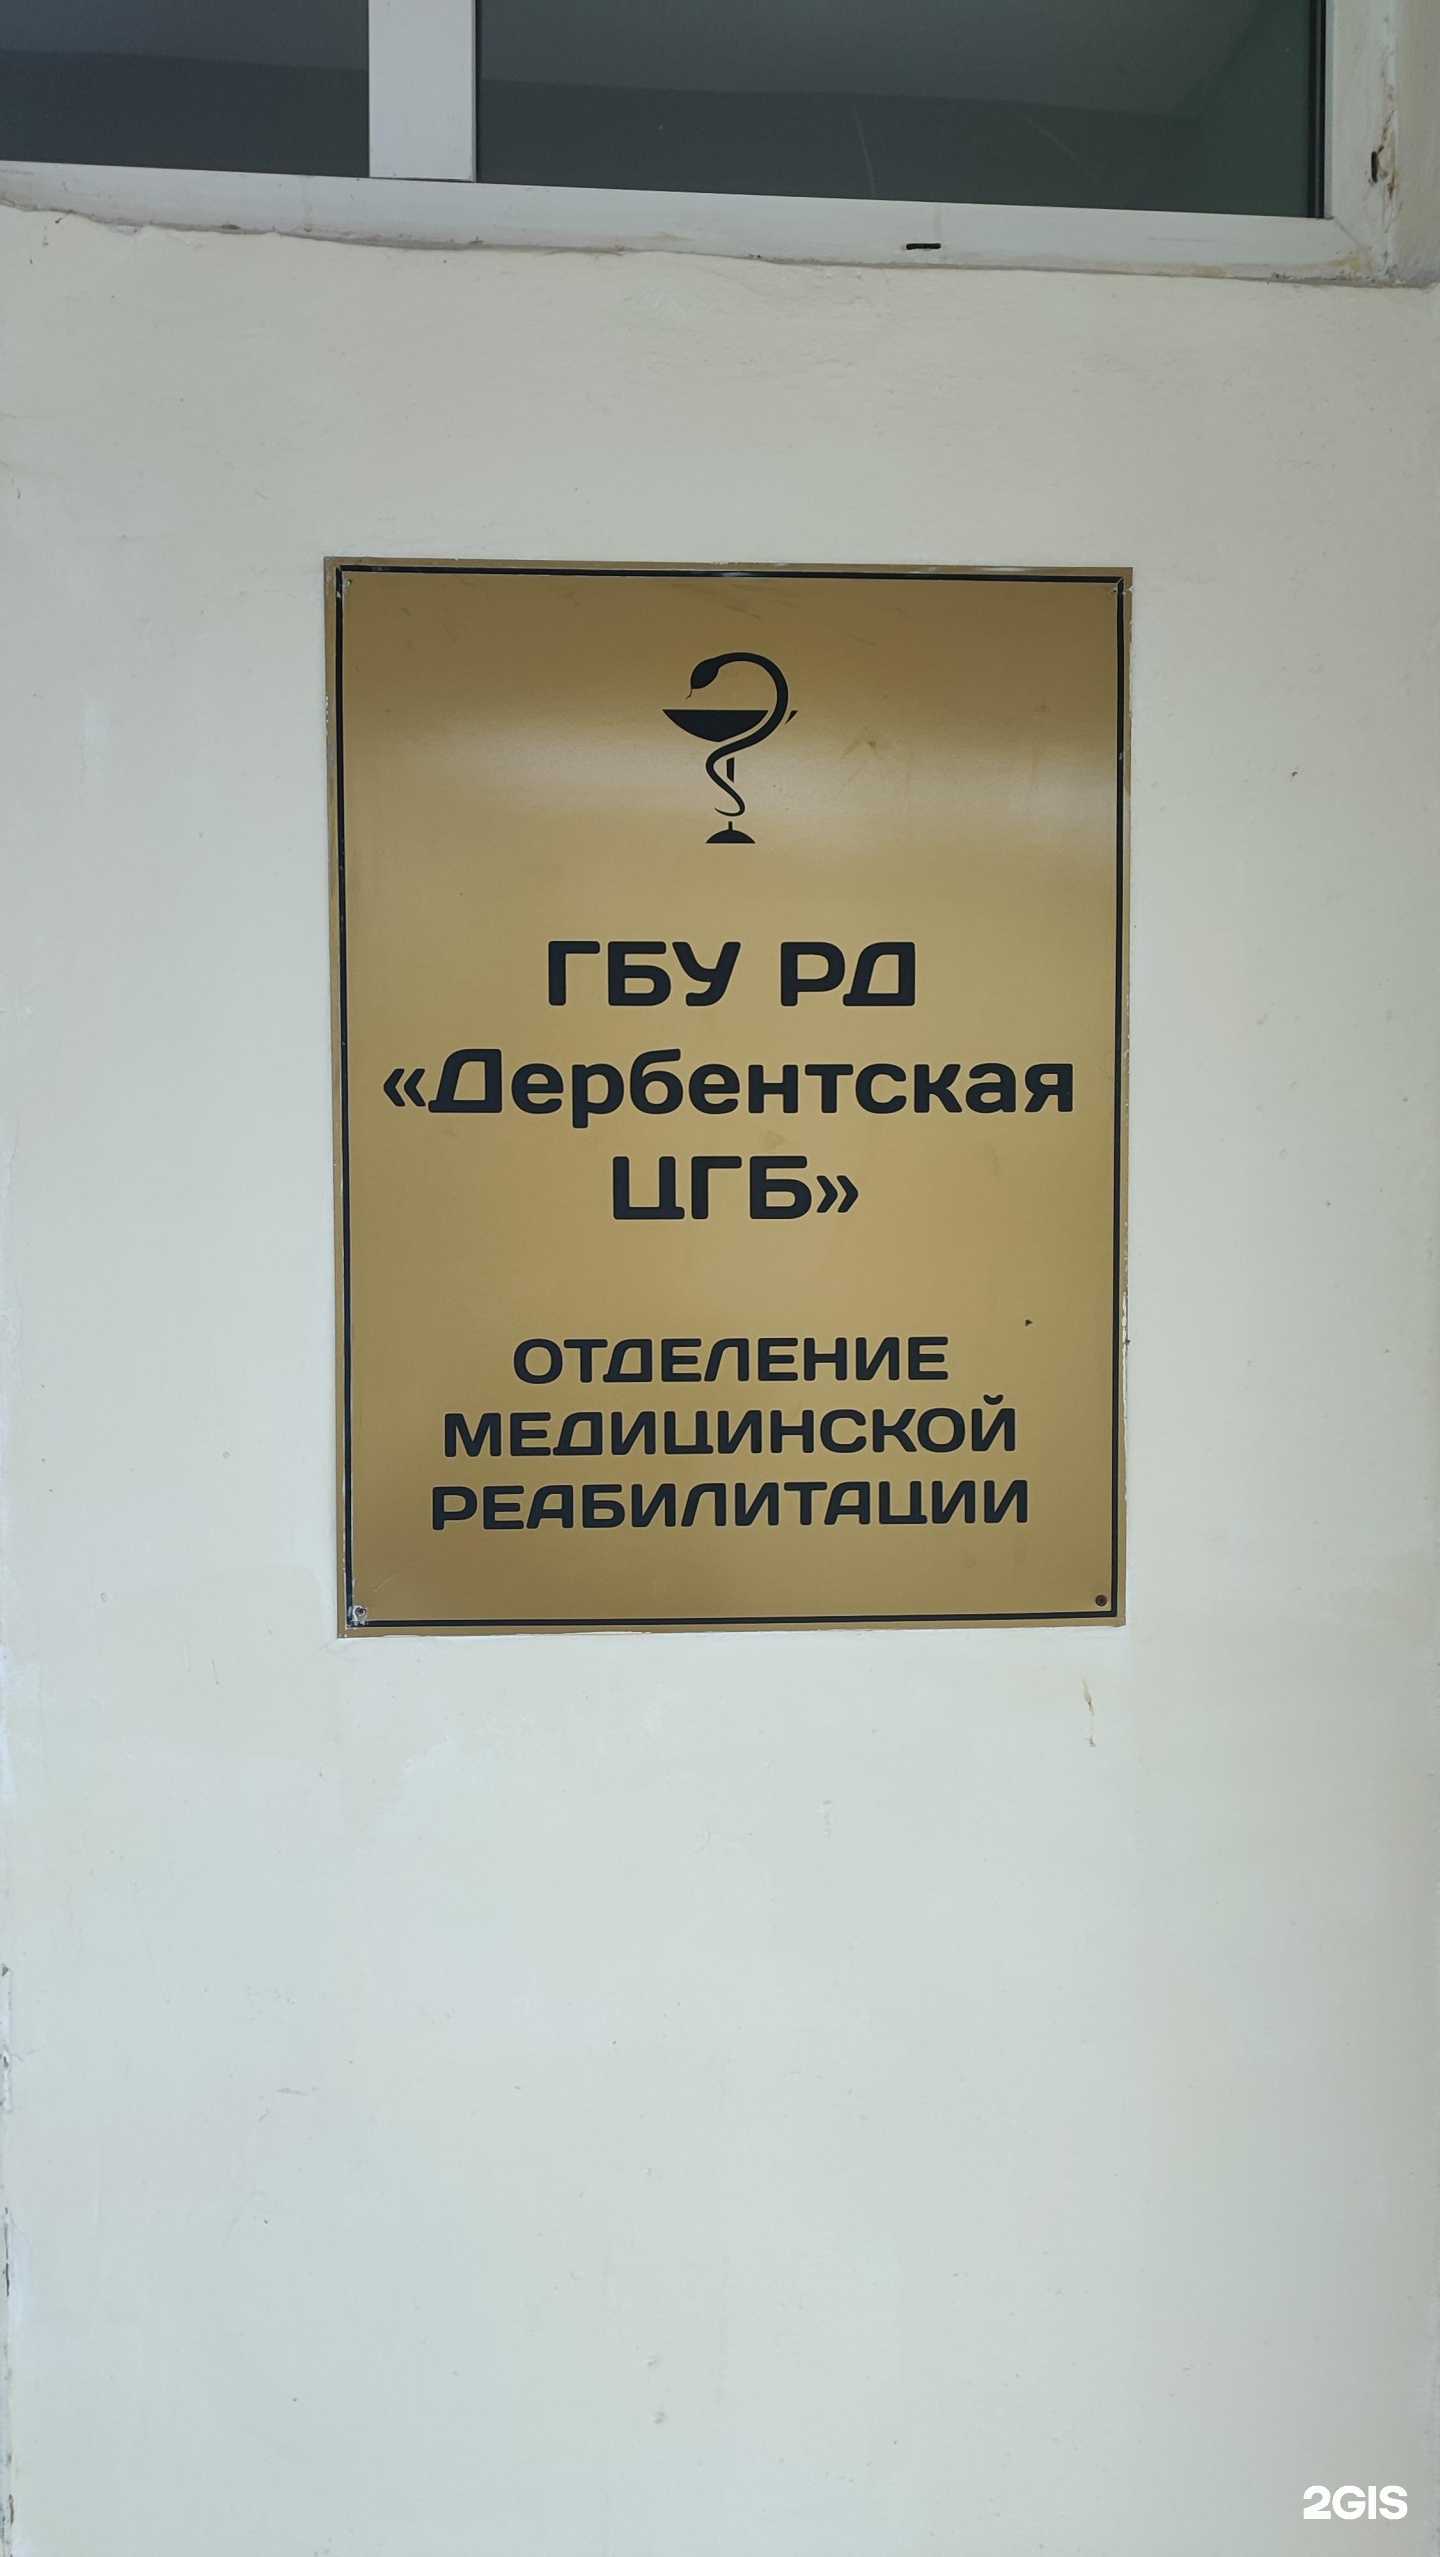 ГБУ РД
«Дербентская
ЦГБ»
ОТДЕЛЕНИЕ
МЕДИЦИНСКОЙ
РЕАБИЛИТАЦИИ
2GIS